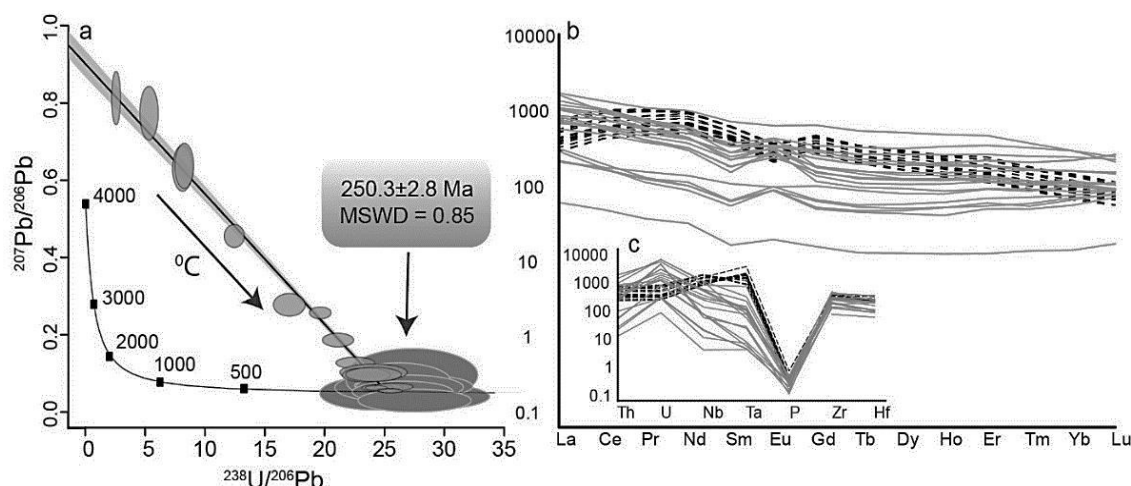 a
1.0
0.8
0.6
0.4
0.2
0.0
²⁰⁷Pb/²⁰⁶Pb
4000
3000
2000
1000
500
⁰C
250.3±2.8 Ma
MSWD = 0.85
0 5 10 15 20 25 30 35
²³⁸U/²⁰⁶Pb
b
10000
1000
100
10
1
0.1
La Ce Pr Nd Sm Eu Gd Tb Dy Ho Er Tm Yb Lu
c
10000
1000
100
10
1
0.1
Th U Nb Ta P Zr Hf